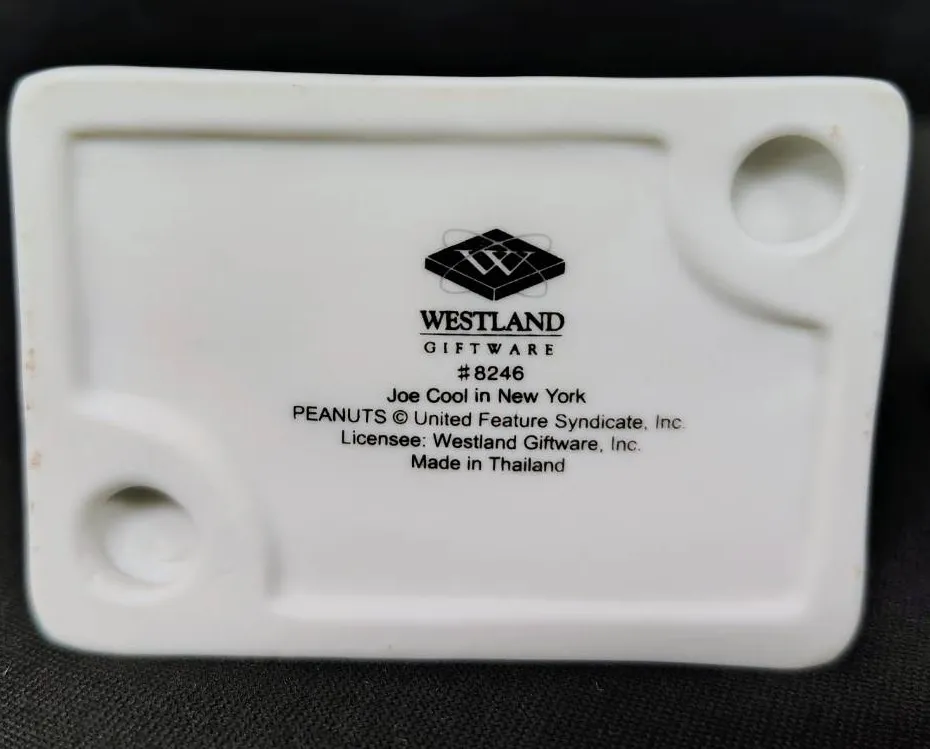 W
WESTLAND
GIFTWARE
#8246
Joe Cool in New York
PEANUTS © United Feature Syndicate, Inc.
Licensee: Westland Giftware, Inc.
Made in Thailand